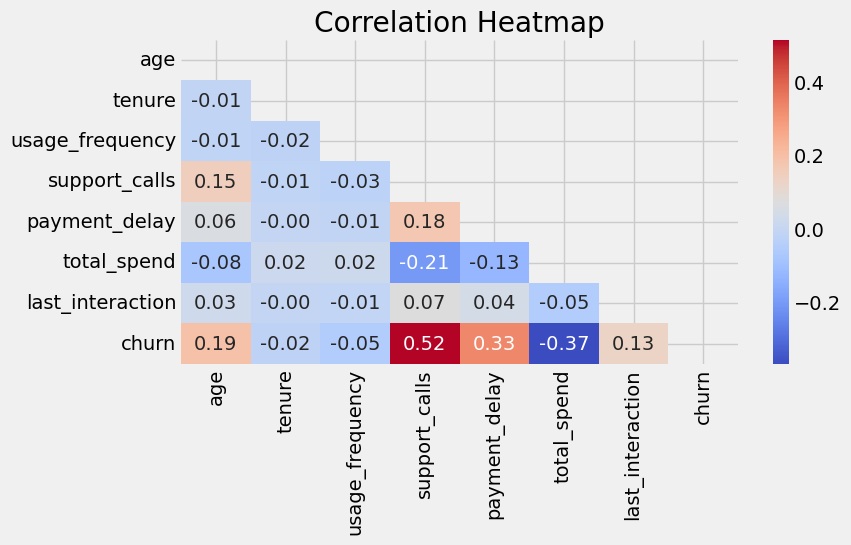 Correlation Heatmap
age
tenure -0.01
usage_frequency -0.01 -0.02
support_calls 0.15 -0.01 -0.03
payment_delay 0.06 -0.00 -0.01 0.18
total_spend -0.08 0.02 0.02 -0.21 -0.13
last_interaction 0.03 -0.00 -0.01 0.07 0.04 -0.05
churn 0.19 -0.02 -0.05 0.52 0.33 -0.37 0.13
age tenure usage_frequency support_calls payment_delay total_spend last_interaction churn
0.4
0.2
0.0
−0.2